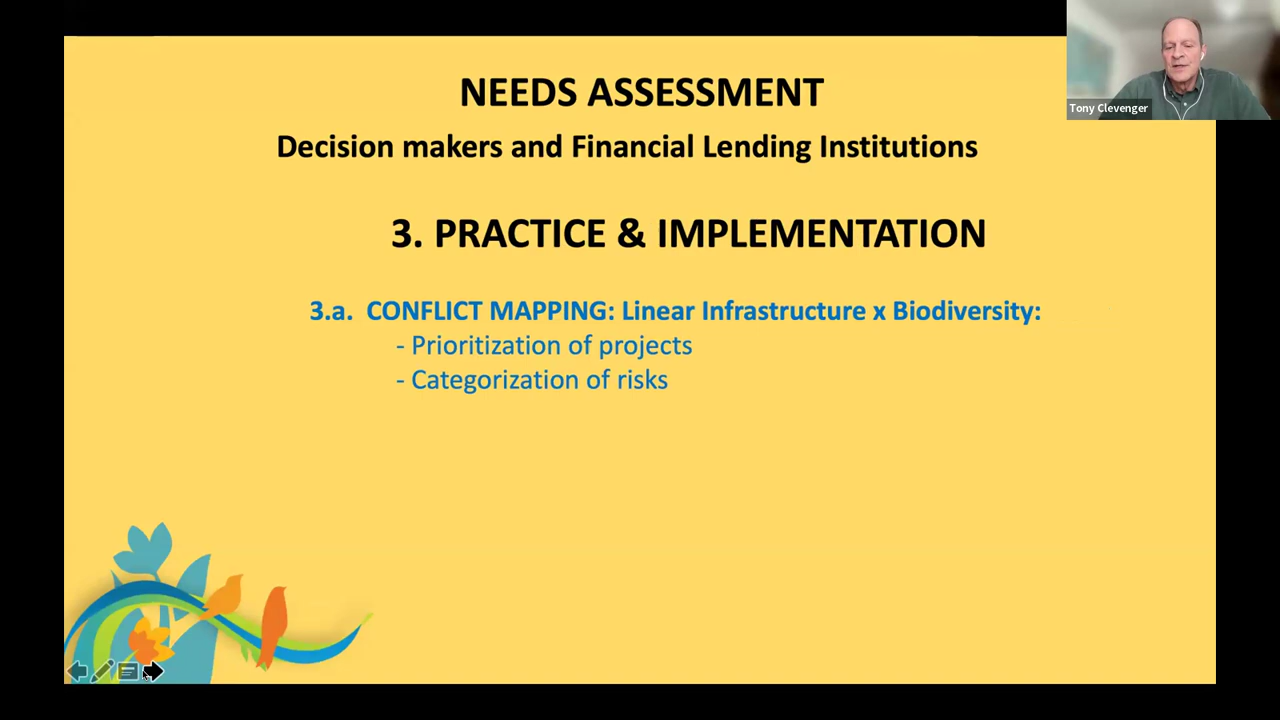 NEEDS ASSESSMENT
Decision makers and Financial Lending Institutions
3. PRACTICE & IMPLEMENTATION
3.a. CONFLICT MAPPING: Linear Infrastructure x Biodiversity:
- Prioritization of projects
- Categorization of risks
Tony Clevenger